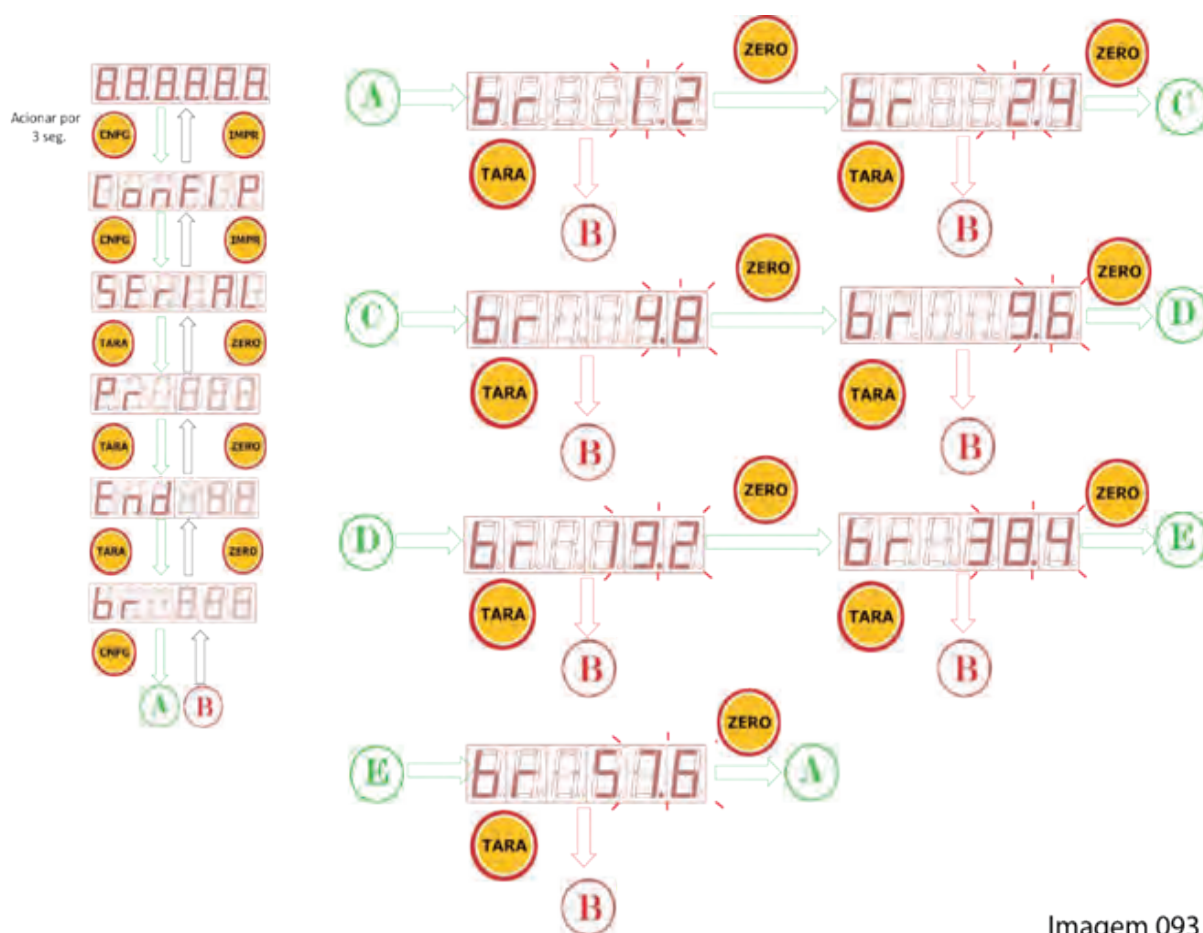 8.8.8.8.8.8
Acionar por
3 seg.
CNFG IMPR
ConFIP
CNFG IMPR
SErIAL
TARA ZERO
Pr
TARA ZERO
End
TARA ZERO
br
CNFG
A B
A br 1.2 ZERO br 2.4 ZERO C
TARA B TARA B
C br 4.8 ZERO br 9.6 ZERO D
TARA B TARA B
D br 19.2 ZERO br 38.4 ZERO E
TARA B TARA B
E br 57.6 ZERO A
TARA B
Imagem 093